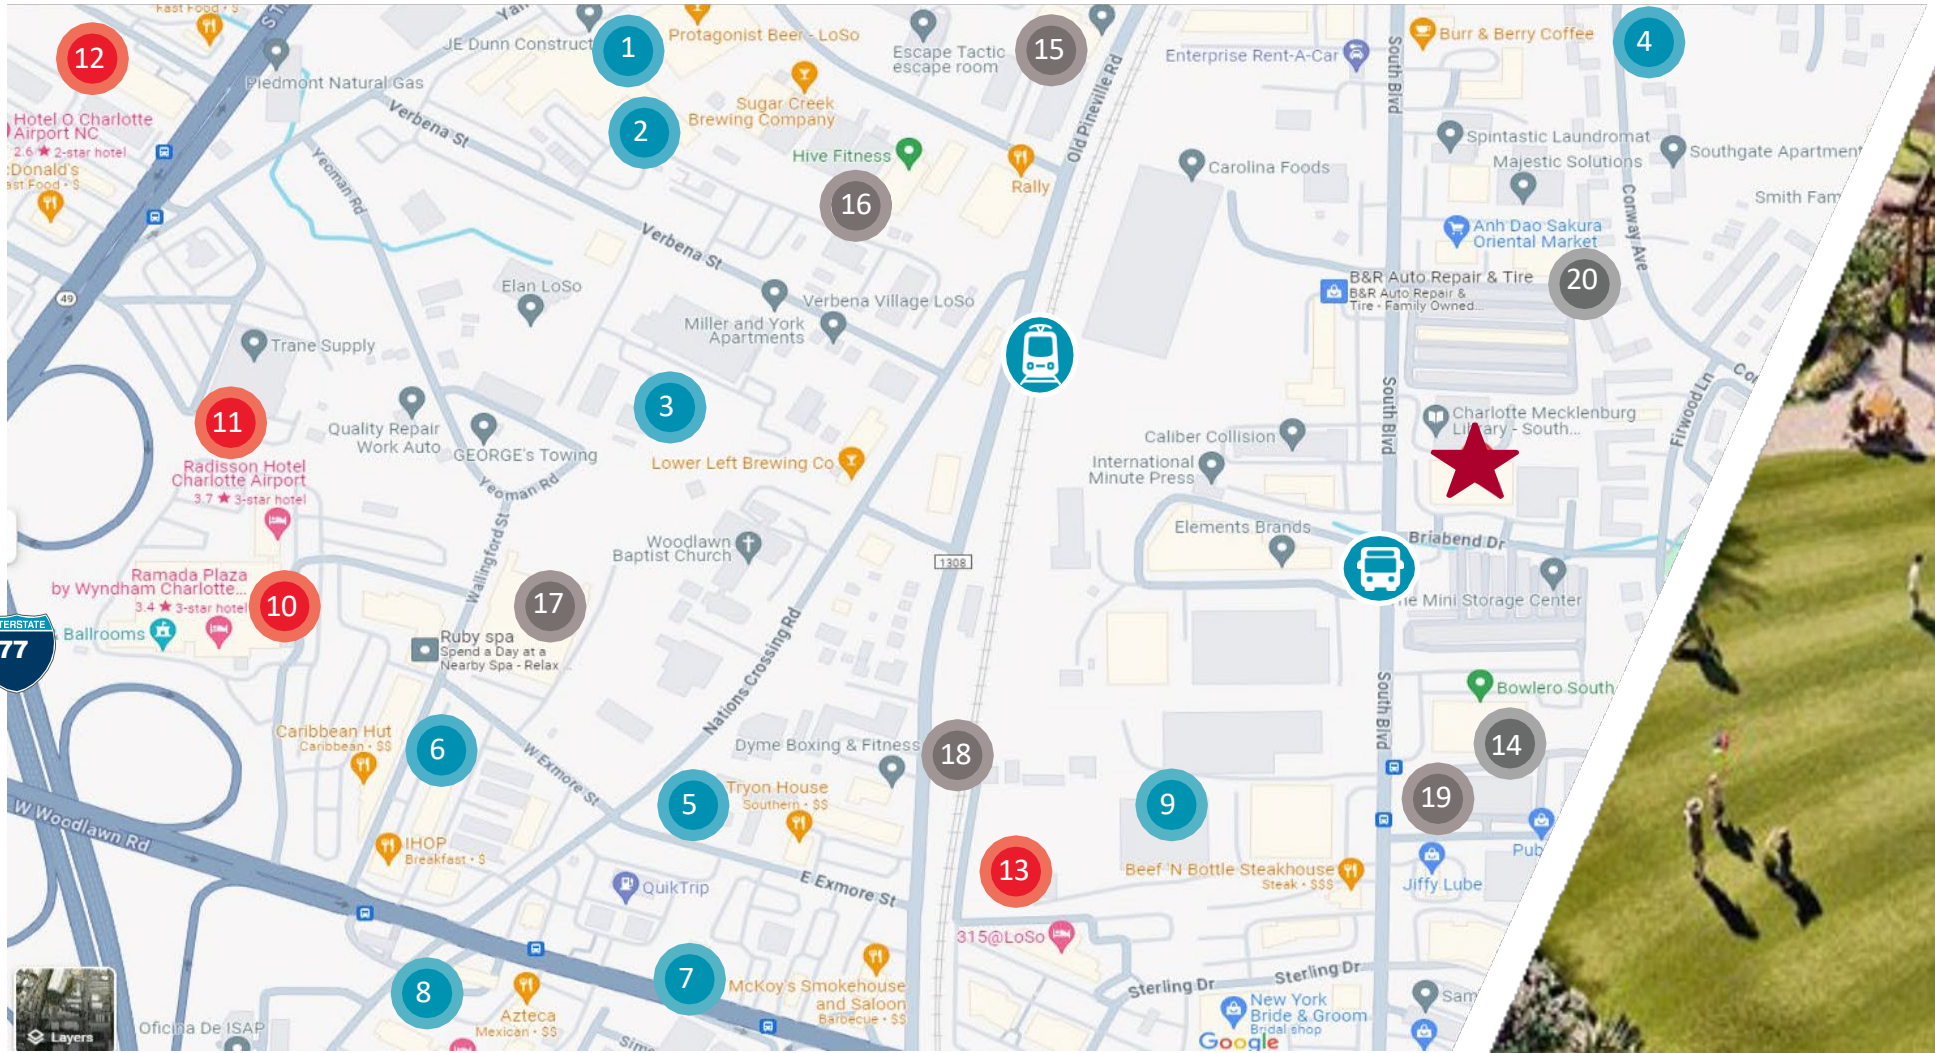 Fast Food • $
12
S T
Piedmont Natural Gas
Yan
JE Dunn Construct
1
Protagonist Beer - LoSo
Escape Tactic
escape room
15
Old Pineville Rd
Enterprise Rent-A-Car
South Blvd
Burr & Berry Coffee
4
Hotel O Charlotte
Airport NC
2.6 ★ 2-star hotel
cDonald's
ast Food • $
Verbena St
2
Sugar Creek
Brewing Company
Hive Fitness
Rally
16
Yeoman Rd
Verbena St
Carolina Foods
Spintastic Laundromat
Majestic Solutions
Southgate Apartment
Smith Fam
Conway Ave
Anh Dao Sakura
Oriental Market
B&R Auto Repair & Tire
B&R Auto Repair &
Tire - Family Owned...
20
49
Elan LoSo
Verbena Village LoSo
Miller and York
Apartments
Trane Supply
11
3
Quality Repair
Work Auto
GEORGE's Towing
Yeoman Rd
Lower Left Brewing Co
Radisson Hotel
Charlotte Airport
3.7 ★ 3-star hotel
Caliber Collision
International
Minute Press
South Blvd
Charlotte Mecklenburg
Library - South...
Firwood Ln
Co
Elements Brands
Briabend Dr
Woodlawn
Baptist Church
1308
Wallingford St
Ramada Plaza
by Wyndham Charlotte...
3.4 ★ 3-star hotel
10
Ballrooms
17
Ruby spa
Spend a Day at a
Nearby Spa - Relax ...
TERSTATE
77
Nations Crossing Rd
ne Mini Storage Center
Bowlero South
South Blvd
14
Caribbean Hut
Caribbean • $$
6
W Exmore St
Dyme Boxing & Fitness
18
5
Tryon House
Southern • $$
9
19
W Woodlawn Rd
IHOP
Breakfast • $
QuikTrip
E Exmore St
13
Beef 'N Bottle Steakhouse
Steak • $$$
Jiffy Lube
Pub
315@LoSo
8
7
McKoy's Smokehouse
and Saloon
Barbecue • $$
Azteca
Mexican • $$
Sterling Dr
Sterling Dr
New York
Bride & Groom
Bridal shop
Sam
Layers
Oficina De ISAP
Sim
Google